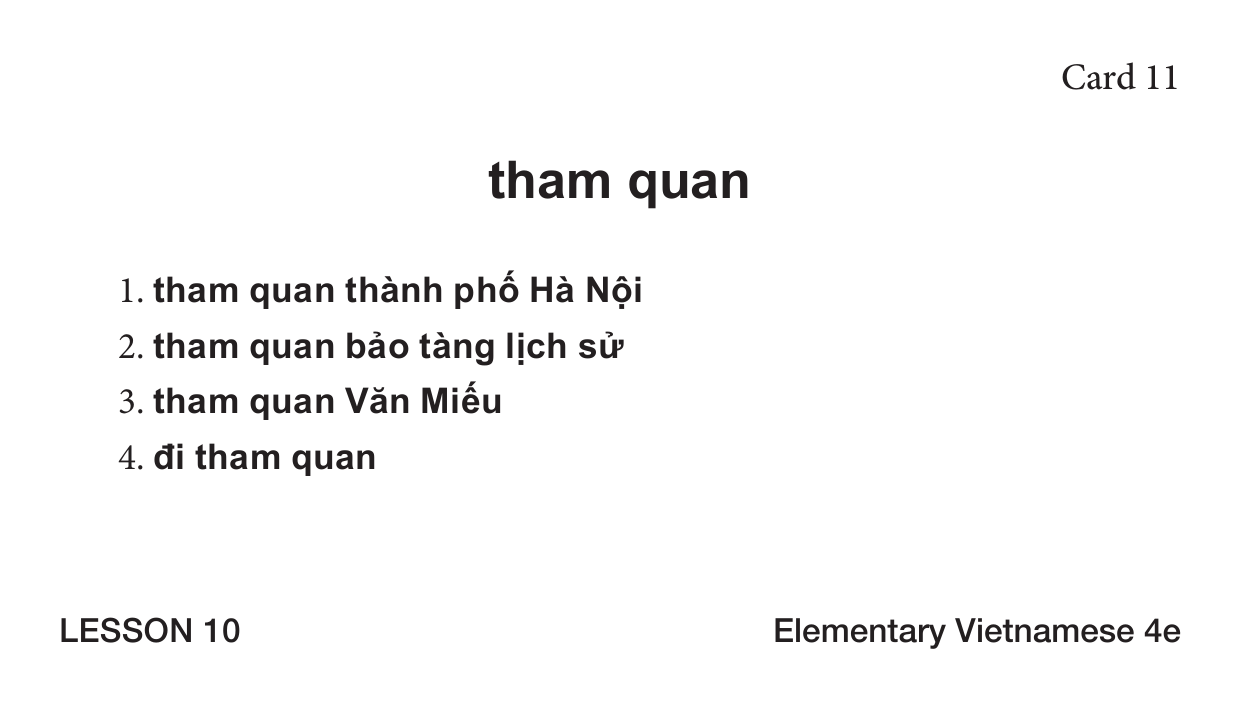 Card 11
tham quan
1. tham quan thành phố Hà Nội
2. tham quan bảo tàng lịch sử
3. tham quan Văn Miếu
4. đi tham quan
LESSON 10
Elementary Vietnamese 4e